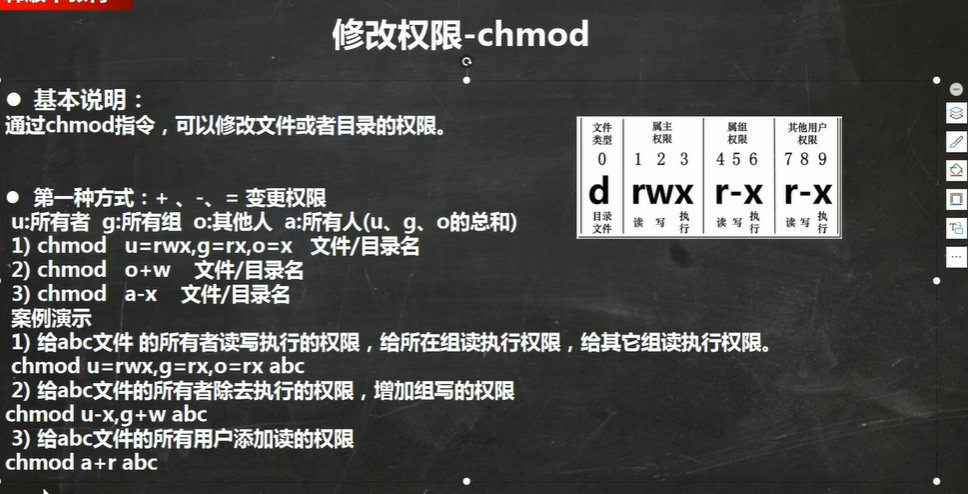 修改权限-chmod
● 基本说明：
通过chmod指令，可以修改文件或者目录的权限。
● 第一种方式：+ 、-、= 变更权限
u:所有者 g:所有组 o:其他人 a:所有人(u、g、o的总和)
1) chmod u=rwx,g=rx,o=x 文件/目录名
2) chmod o+w 文件/目录名
3) chmod a-x 文件/目录名
案例演示
1) 给abc文件 的所有者读写执行的权限，给所在组读执行权限，给其它组读执行权限。
chmod u=rwx,g=rx,o=rx abc
2) 给abc文件的所有者除去执行的权限，增加组写的权限
chmod u-x,g+w abc
3) 给abc文件的所有用户添加读的权限
chmod a+r abc
文件 属主 属组 其他用户
类型 权限 权限 权限
0 1 2 3 4 5 6 7 8 9
d rwx r-x r-x
目录 读 写 执 读 写 执 读 写 执
文件 行 行 行